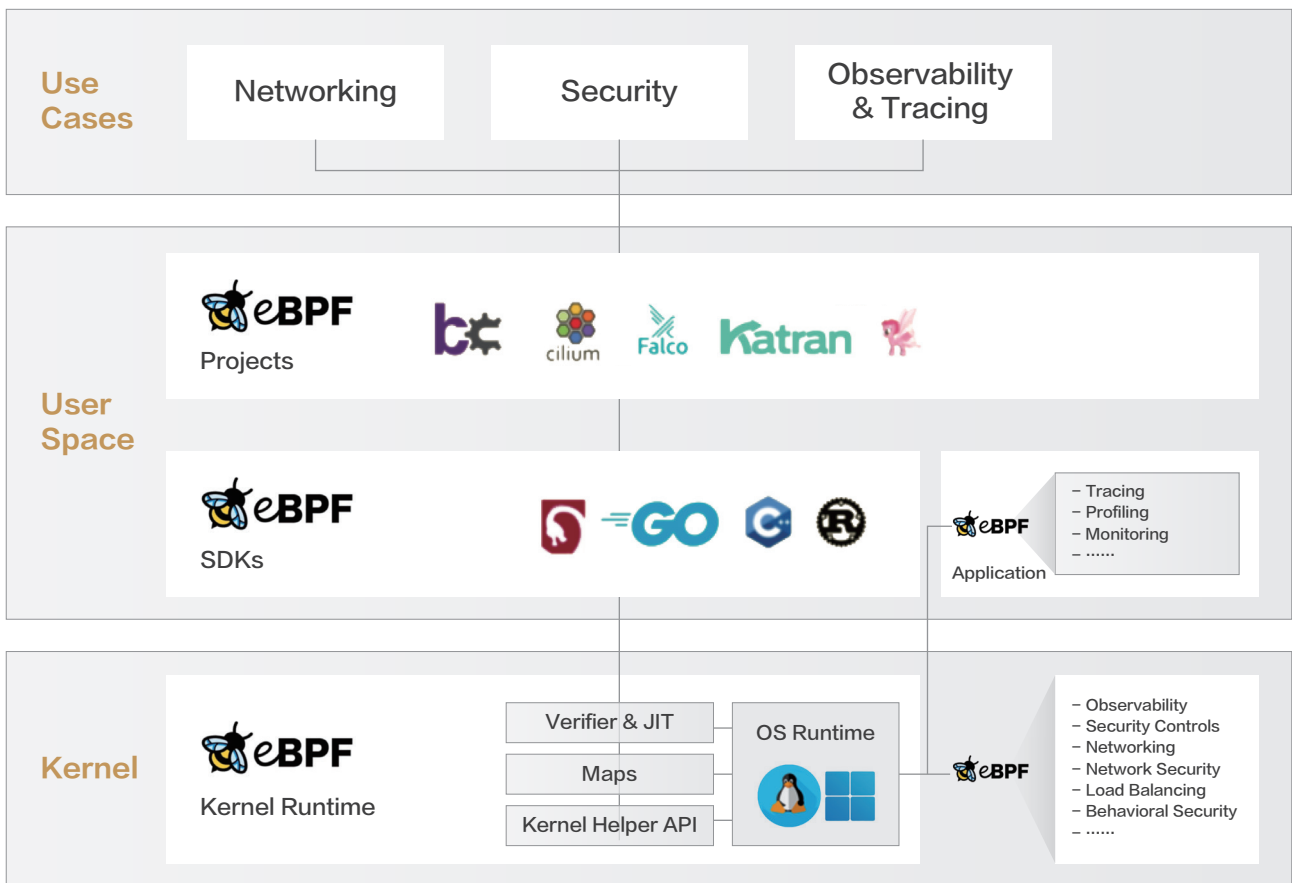 Use
Cases
Networking
Security
Observability
& Tracing
User
Space
eBPF
Projects
bc
cilium
Falco
Katran
eBPF
SDKs
GO
C++
R
eBPF
Application
– Tracing
– Profiling
– Monitoring
– ······
Kernel
eBPF
Kernel Runtime
Verifier & JIT
Maps
Kernel Helper API
OS Runtime
eBPF
– Observability
– Security Controls
– Networking
– Network Security
– Load Balancing
– Behavioral Security
– ······